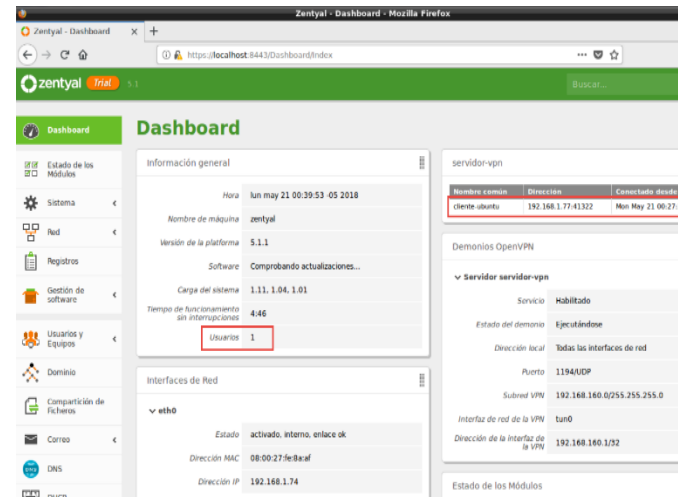 Zentyal - Dashboard - Mozilla Firefox
Zentyal - Dashboard
https://localhost:8443/Dashboard/Index
zentyal Trial 5.1
Buscar...
Dashboard
Estado de los
Módulos
Sistema
Red
Registros
Gestión de
software
Usuarios y
Equipos
Dominio
Compartición de
Ficheros
Correo
DNS
DHCP
Dashboard
Información general
Hora lun may 21 00:39:53 -05 2018
Nombre de máquina zentyal
Versión de la plataforma 5.1.1
Software Comprobando actualizaciones...
Carga del sistema 1.11, 1.04, 1.01
Tiempo de funcionamiento
sin interrupciones 4:46
Usuarios 1
Interfaces de Red
eth0
Estado activado, interno, enlace ok
Dirección MAC 08:00:27:fe:8a:af
Dirección IP 192.168.1.74
servidor-vpn
Nombre común Dirección Conectado desde
cliente-ubuntu 192.168.1.77:41322 Mon May 21 00:27:
Demonios OpenVPN
Servidor servidor-vpn
Servicio Habilitado
Estado del demonio Ejecutándose
Dirección local Todas las interfaces de red
Puerto 1194/UDP
Subred VPN 192.168.160.0/255.255.255.0
Interfaz de red de la VPN tun0
Dirección de la interfaz de
la VPN 192.168.160.1/32
Estado de los Módulos